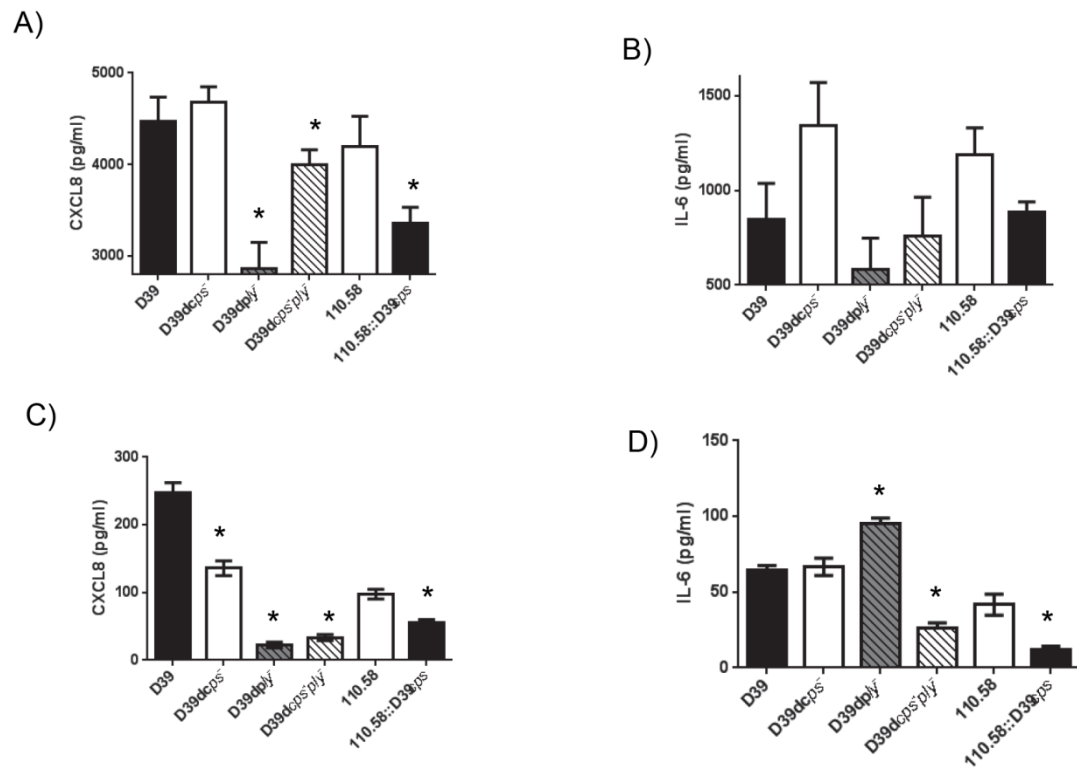 A)
CXCL8 (pg/ml)
5000
4000
3000
*
*
*
D39
D39dcps-
D39dply-
D39dcps-ply-
110.58
110.58::D39cps
B)
IL-6 (pg/ml)
1500
1000
500
D39
D39dcps-
D39dply-
D39dcps-ply-
110.58
110.58::D39cps
C)
CXCL8 (pg/ml)
300
200
100
0
*
*
*
*
D39
D39dcps-
D39dply-
D39dcps-ply-
110.58
110.58::D39cps
D)
IL-6 (pg/ml)
150
100
50
0
*
*
*
D39
D39dcps-
D39dply-
D39dcps-ply-
110.58
110.58::D39cps